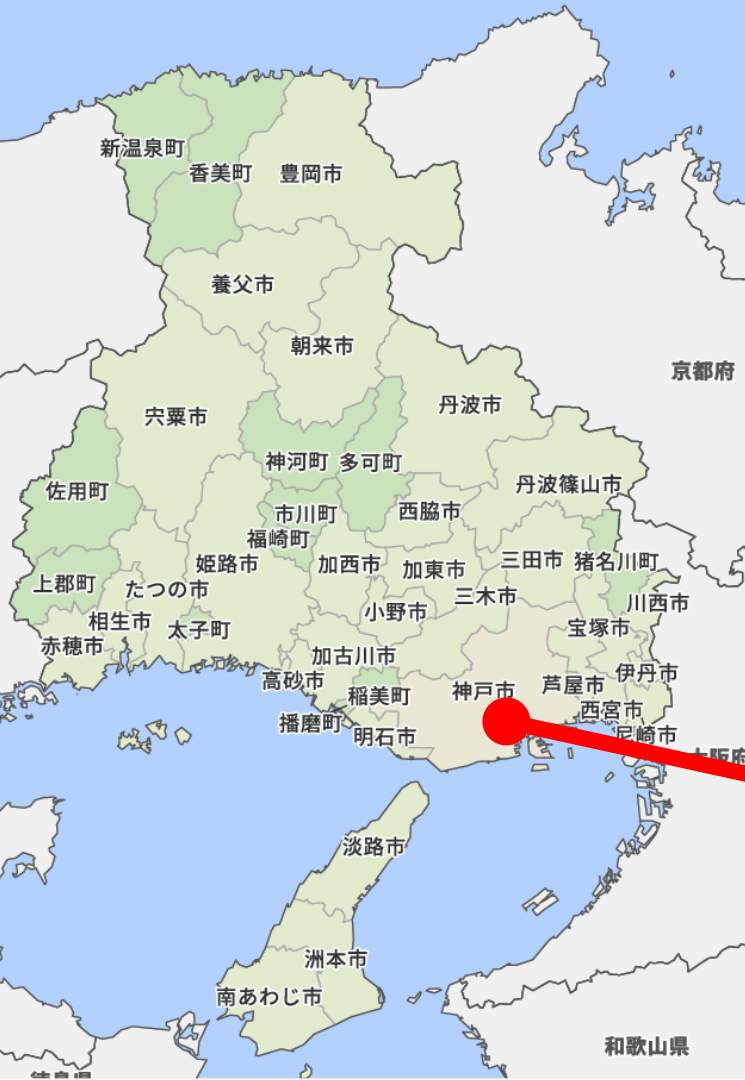 新温泉町
香美町
豊岡市
養父市
朝来市
京都府
丹波市
宍粟市
神河町
多可町
佐用町
丹波篠山市
市川町
西脇市
福崎町
姫路市
加西市
加東市
三田市
猪名川町
上郡町
たつの市
三木市
川西市
小野市
相生市
太子町
宝塚市
赤穂市
加古川市
伊丹市
高砂市
稲美町
神戸市
芦屋市
西宮市
播磨町
明石市
尼崎市
大阪府
淡路市
洲本市
南あわじ市
和歌山県
徳島県